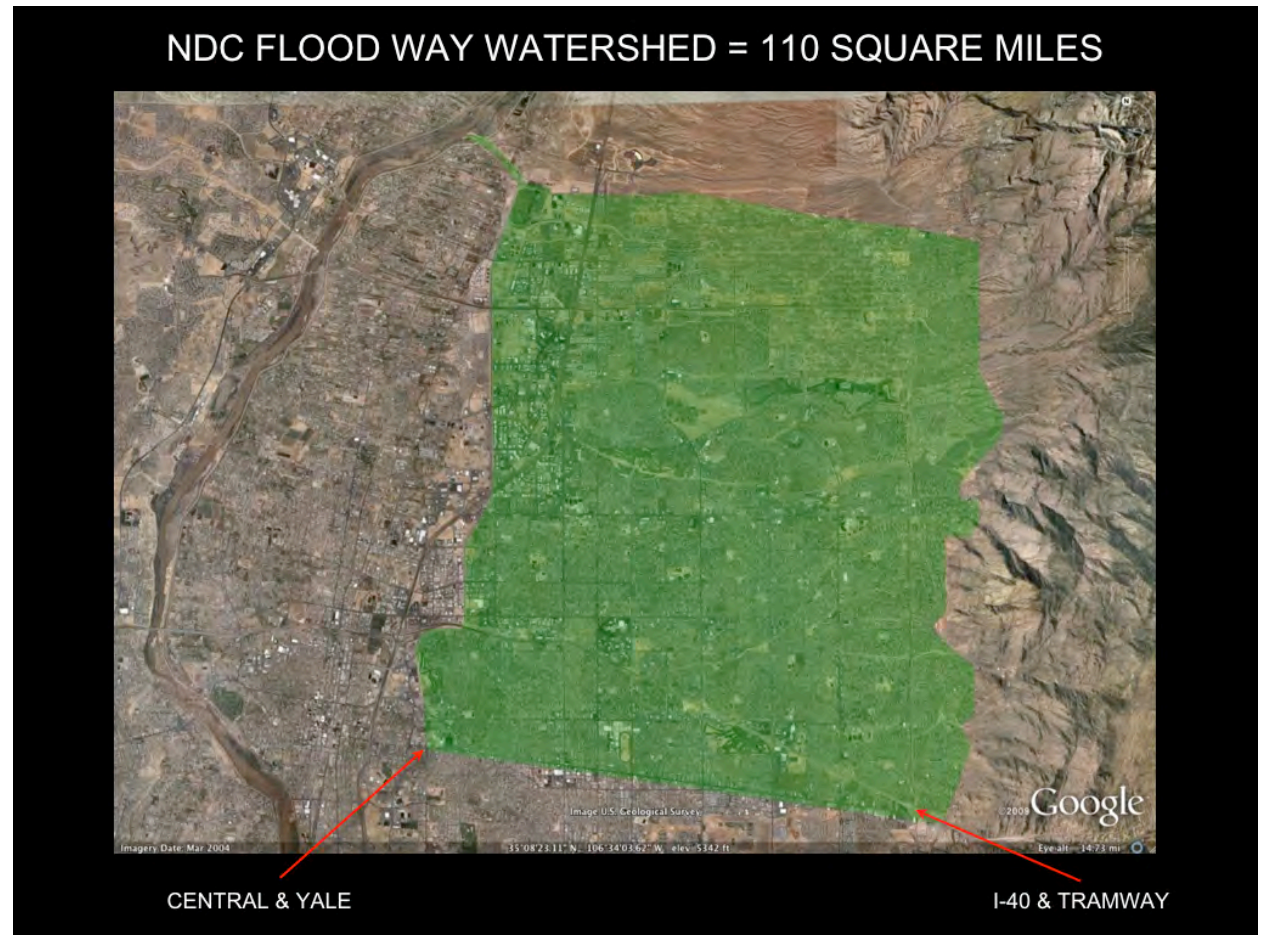 NDC FLOOD WAY WATERSHED = 110 SQUARE MILES
N
Image U.S. Geological Survey
© 2009 Google
Imagery Date: Mar 2004 35°08'23.11" N, 106°34'03.62" W elev 5342 ft Eye alt 14.73 mi
CENTRAL & YALE I-40 & TRAMWAY